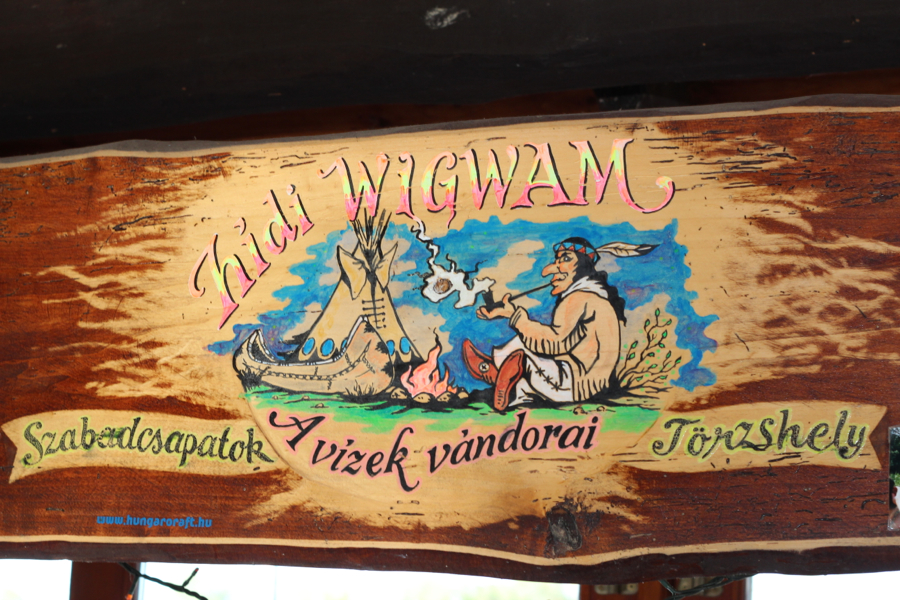 hídi WIGWAM
Szabadcsapatok
A vizek vándorai
Törzshely
www.hungaroraft.hu